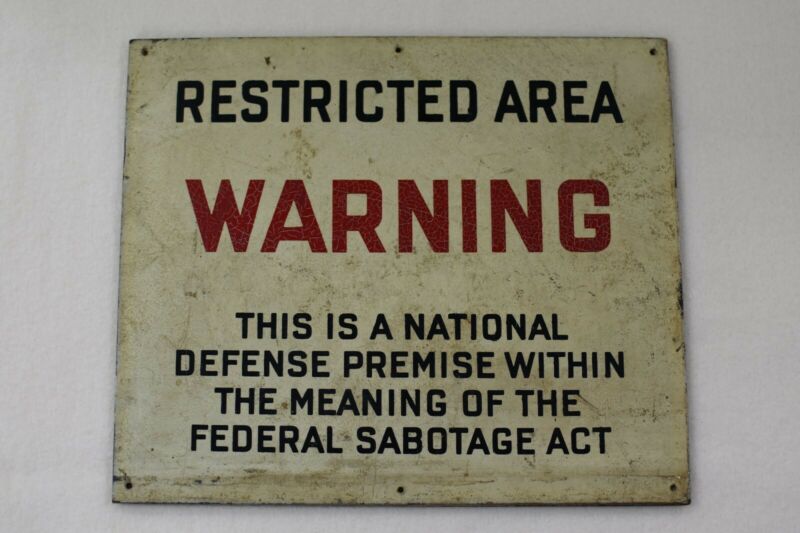 RESTRICTED AREA
WARNING
THIS IS A NATIONAL
DEFENSE PREMISE WITHIN
THE MEANING OF THE
FEDERAL SABOTAGE ACT